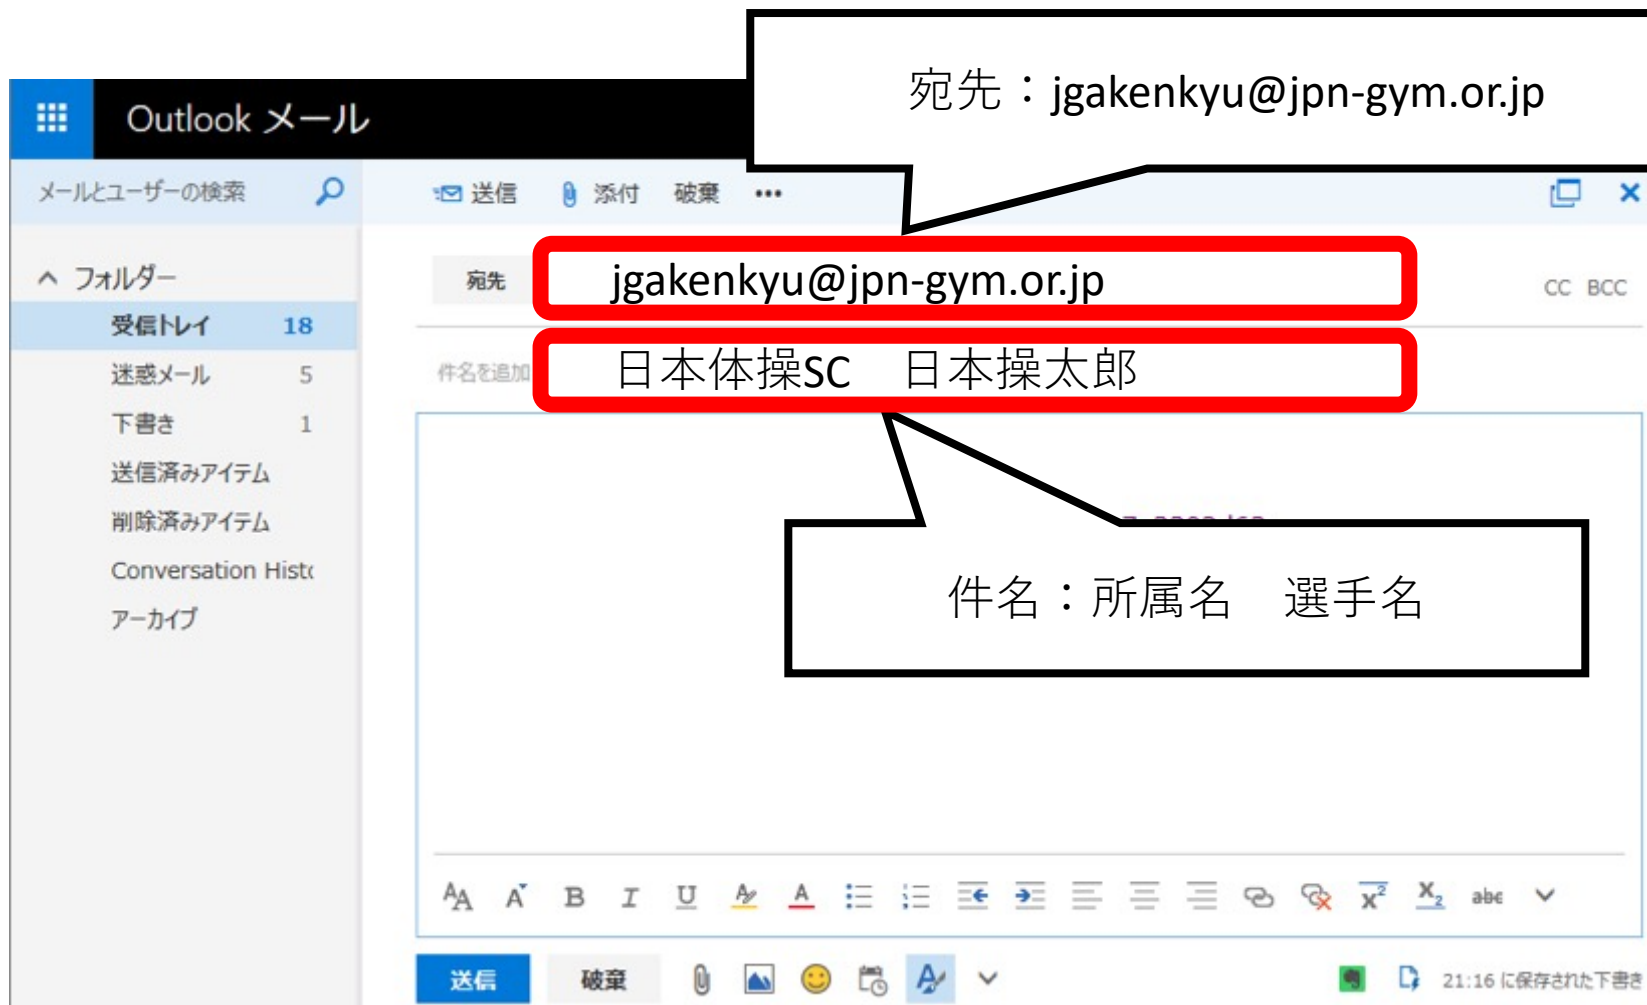 宛先：jgakenkyu@jpn-gym.or.jp
Outlook メール
メールとユーザーの検索
送信 添付 破棄 •••
フォルダー
宛先 jgakenkyu@jpn-gym.or.jp CC BCC
受信トレイ 18
件名を追加 日本体操SC　日本操太郎
迷惑メール 5
下書き 1
送信済みアイテム
削除済みアイテム
Conversation Histo
件名：所属名　選手名
アーカイブ
送信 破棄 21:16 に保存された下書き